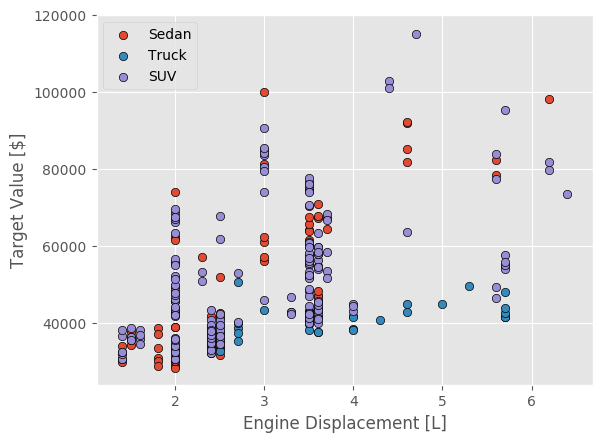 120000
100000
80000
60000
40000
Target Value [$]
Sedan
Truck
SUV
2 3 4 5 6
Engine Displacement [L]